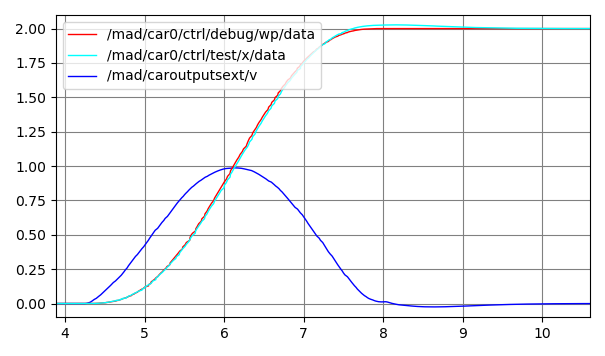 /mad/car0/ctrl/debug/wp/data
/mad/car0/ctrl/test/x/data
/mad/caroutputsext/v
2.00
1.75
1.50
1.25
1.00
0.75
0.50
0.25
0.00
4 5 6 7 8 9 10